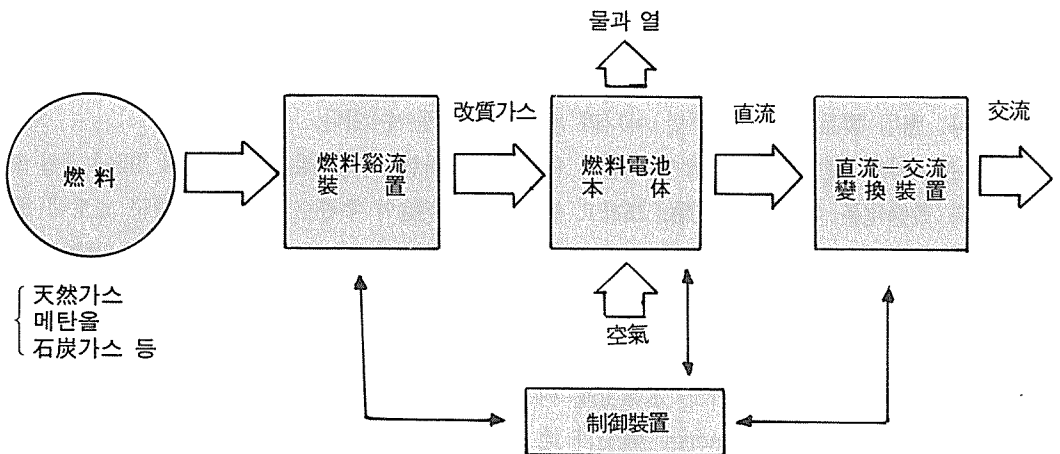 물과 열
改質가스
直流
交流
燃料
燃料谿流
裝置
燃料電池
本体
直流－交流
變換裝置
天然가스
메탄올
石炭가스 등
空氣
制御裝置